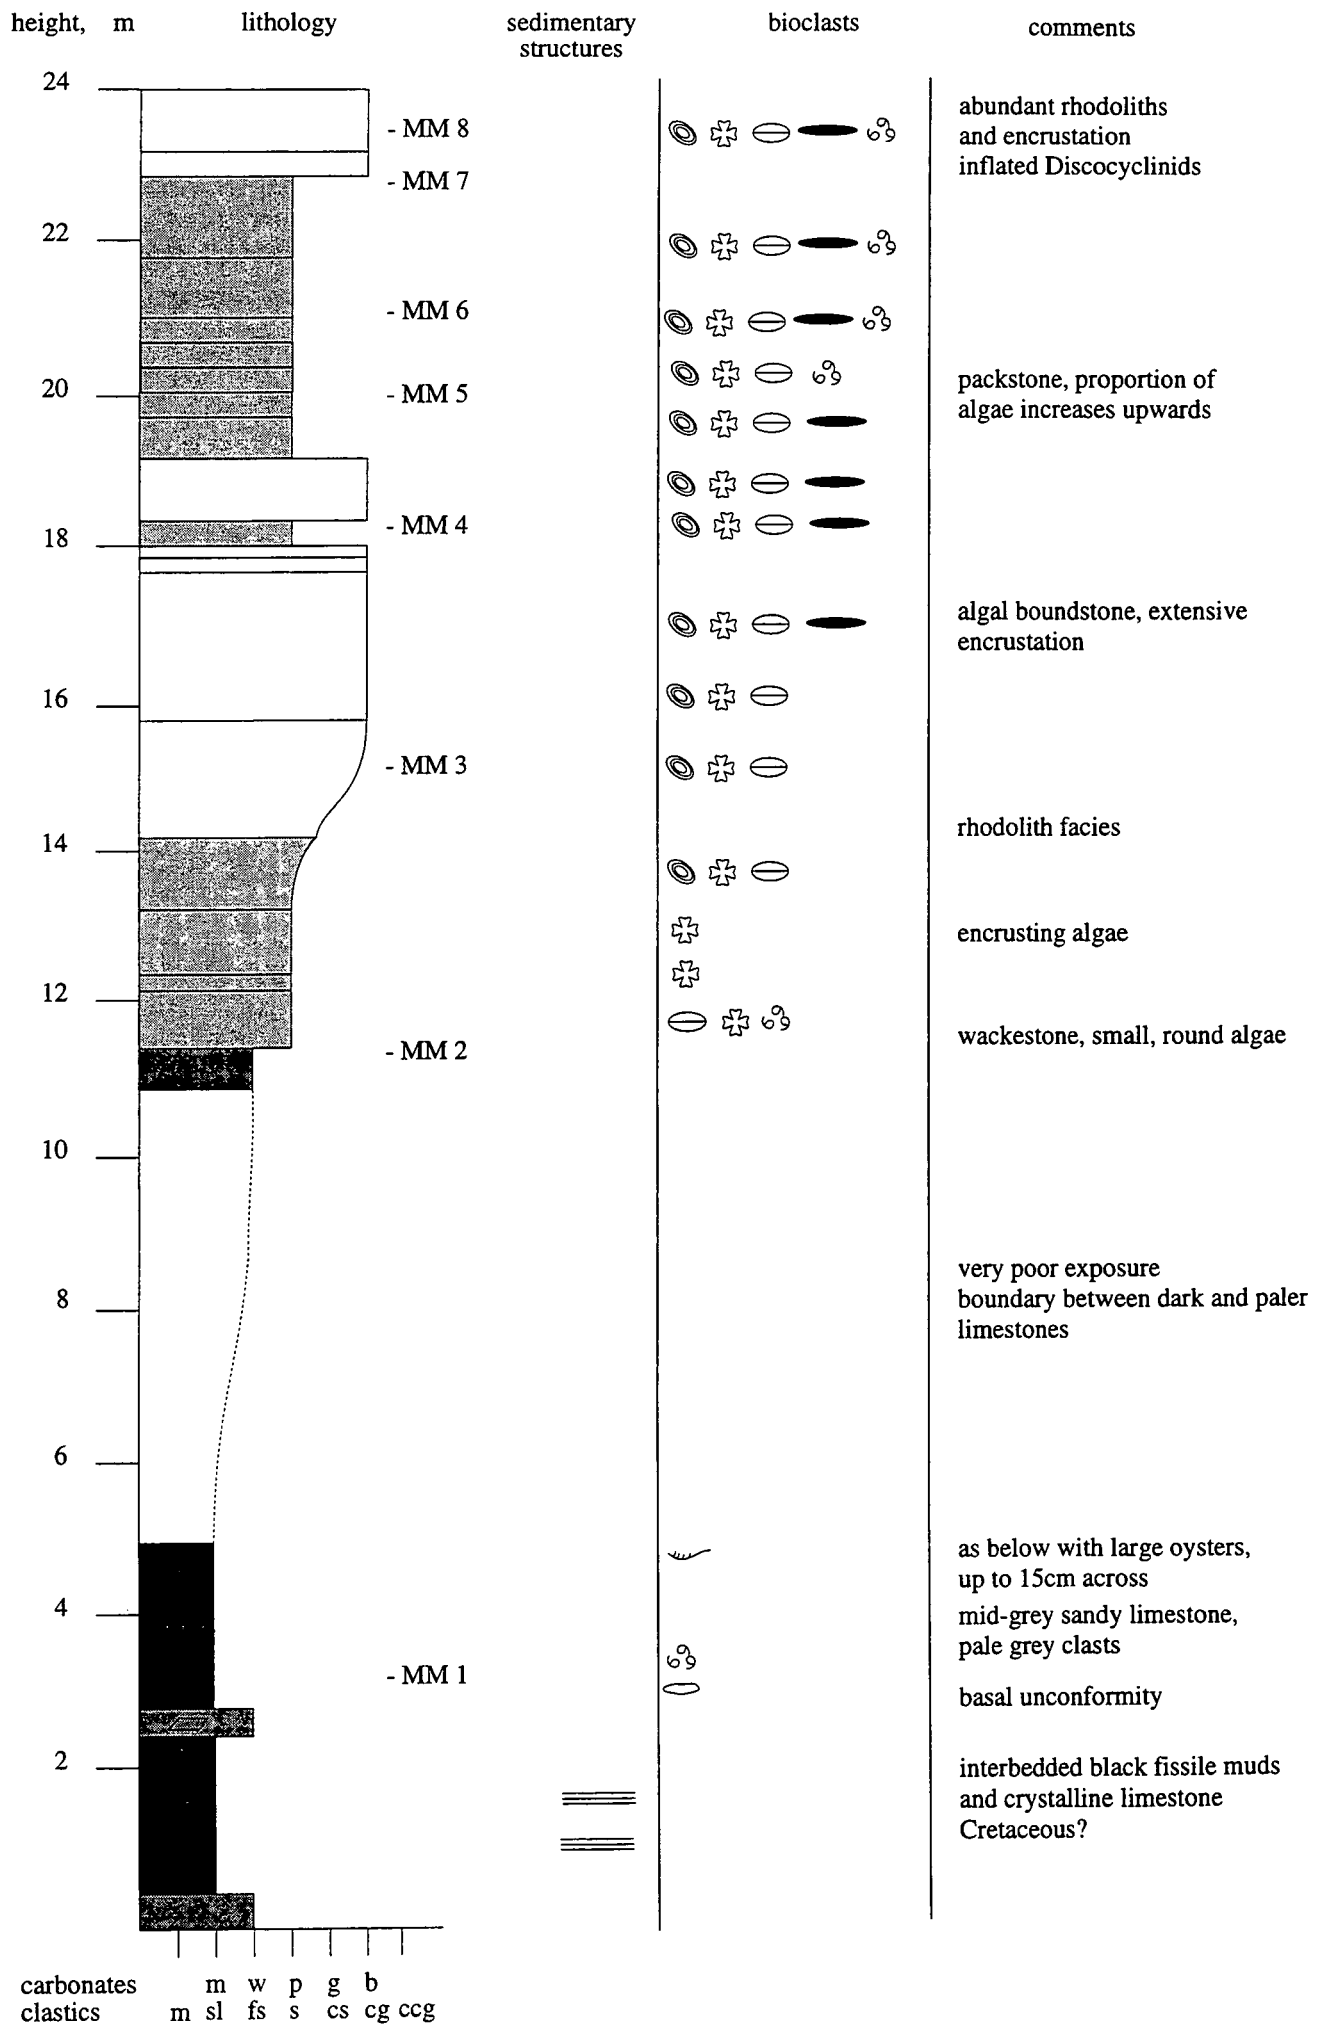 height, m lithology sedimentary structures bioclasts comments
24
- MM 8
abundant rhodoliths
and encrustation
inflated Discocyclinids
- MM 7
22
- MM 6
20
- MM 5
packstone, proportion of
algae increases upwards
- MM 4
18
algal boundstone, extensive
encrustation
16
- MM 3
rhodolith facies
14
encrusting algae
12
wackestone, small, round algae
- MM 2
10
very poor exposure
boundary between dark and paler
limestones
8
6
as below with large oysters,
up to 15cm across
4
mid-grey sandy limestone,
pale grey clasts
- MM 1
basal unconformity
2
interbedded black fissile muds
and crystalline limestone
Cretaceous?
carbonates m w p g b
clastics m sl fs s cs cg ccg